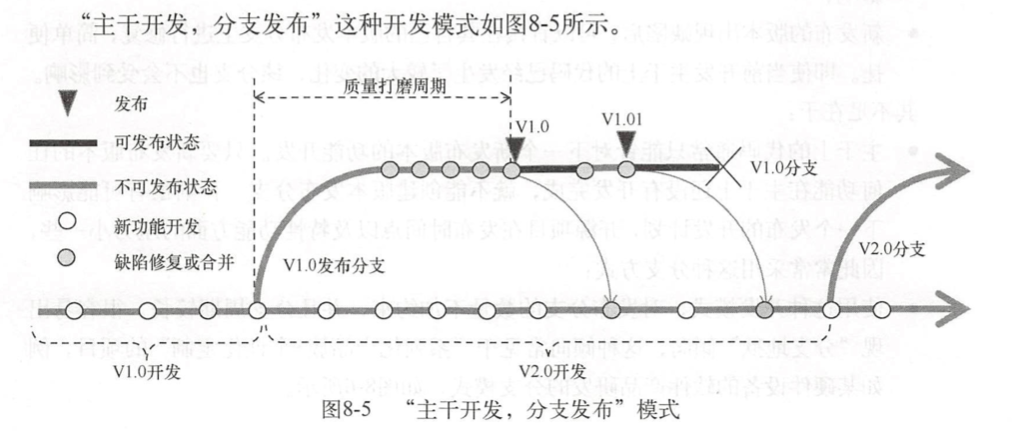 “主干开发，分支发布”这种开发模式如图8-5所示。
质量打磨周期
发布
可发布状态
不可发布状态
新功能开发
缺陷修复或合并
V1.0
V1.01
V1.0分支
V1.0发布分支
V2.0分支
V1.0开发
V2.0开发
图8-5 “主干开发，分支发布”模式